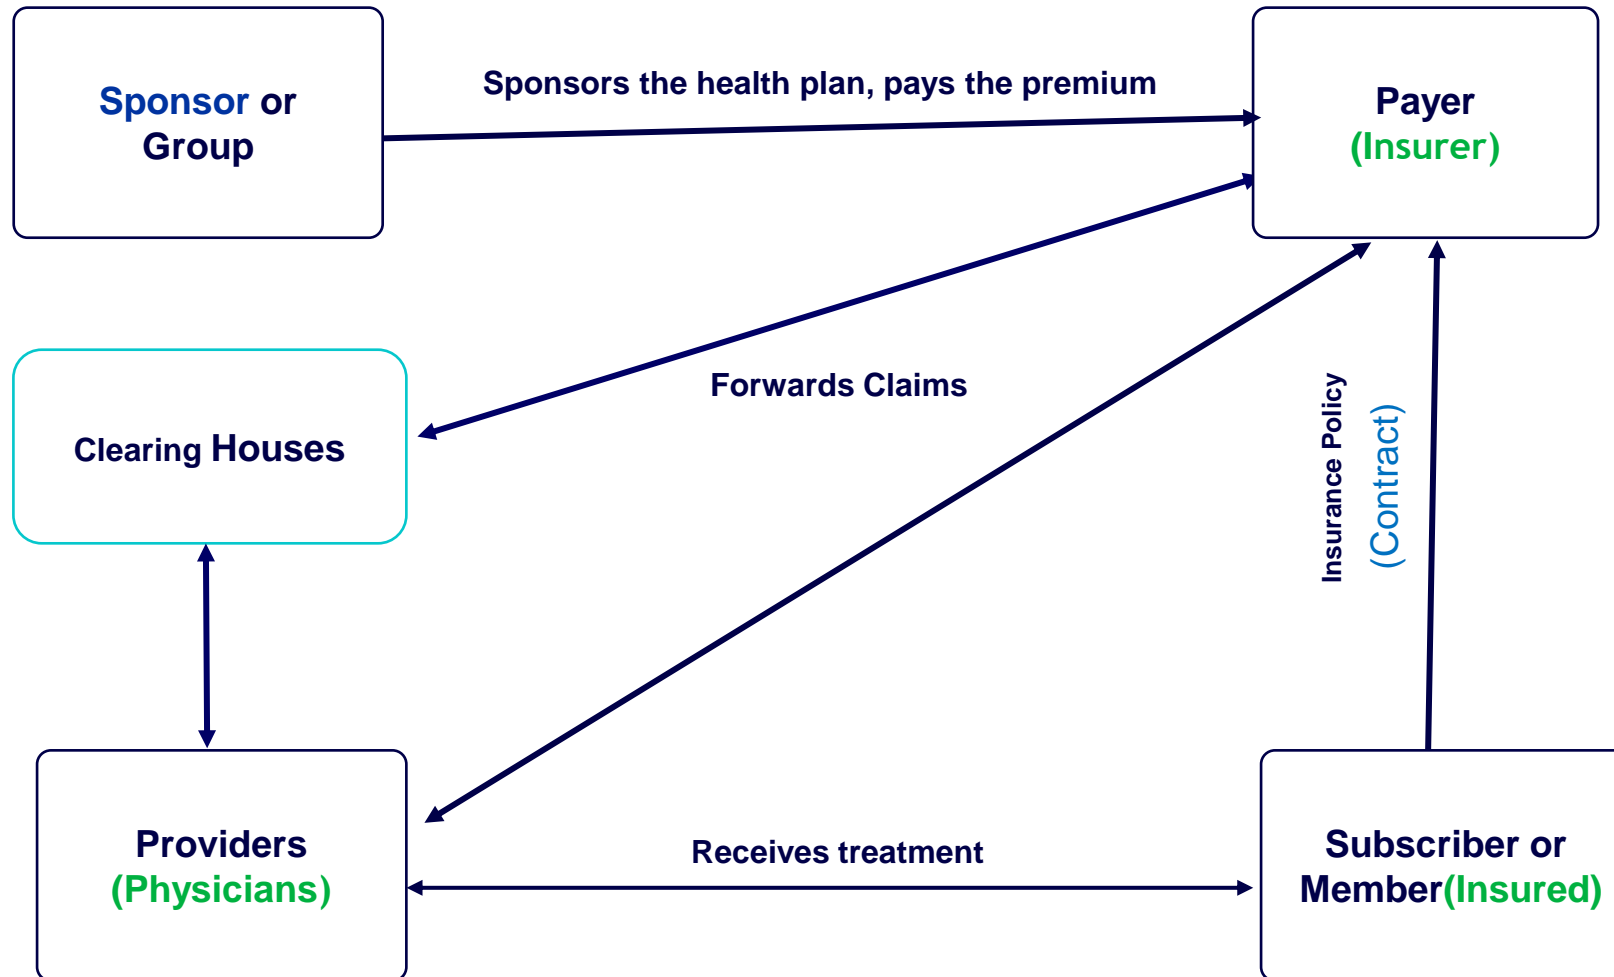 Sponsor or
Group
Sponsors the health plan, pays the premium
Payer
(Insurer)
Clearing Houses
Forwards Claims
Insurance Policy
(Contract)
Providers
(Physicians)
Receives treatment
Subscriber or
Member(Insured)